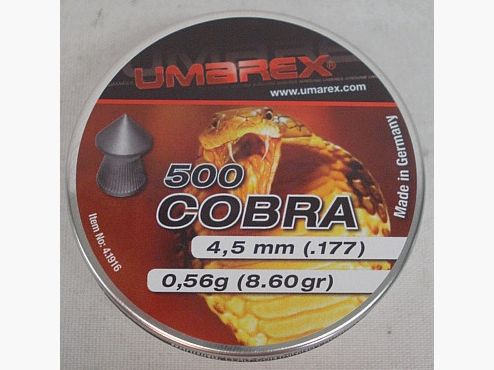 UMAREX®
www.umarex.com
500
COBRA
4,5 mm (.177)
0,56g (8.60gr)
Made in Germany
Item No: 4.1916